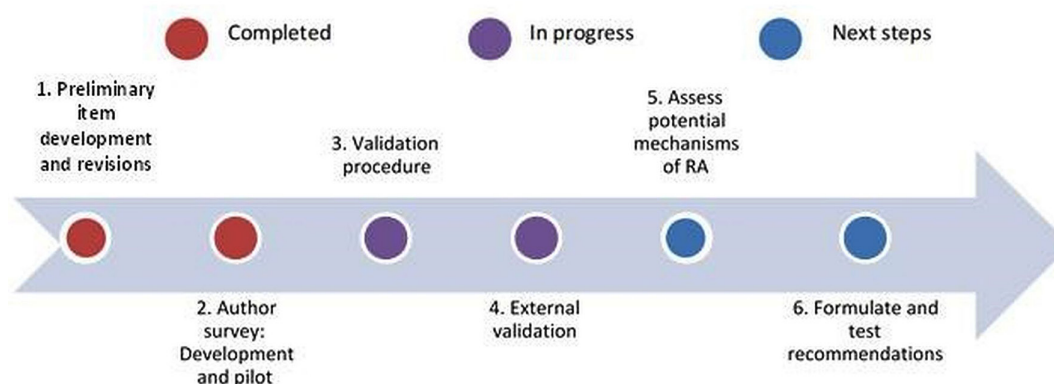 Completed
In progress
Next steps
1. Preliminary
item
development
and revisions
2. Author
survey:
Development
and pilot
3. Validation
procedure
4. External
validation
5. Assess
potential
mechanisms
of RA
6. Formulate and
test
recommendations